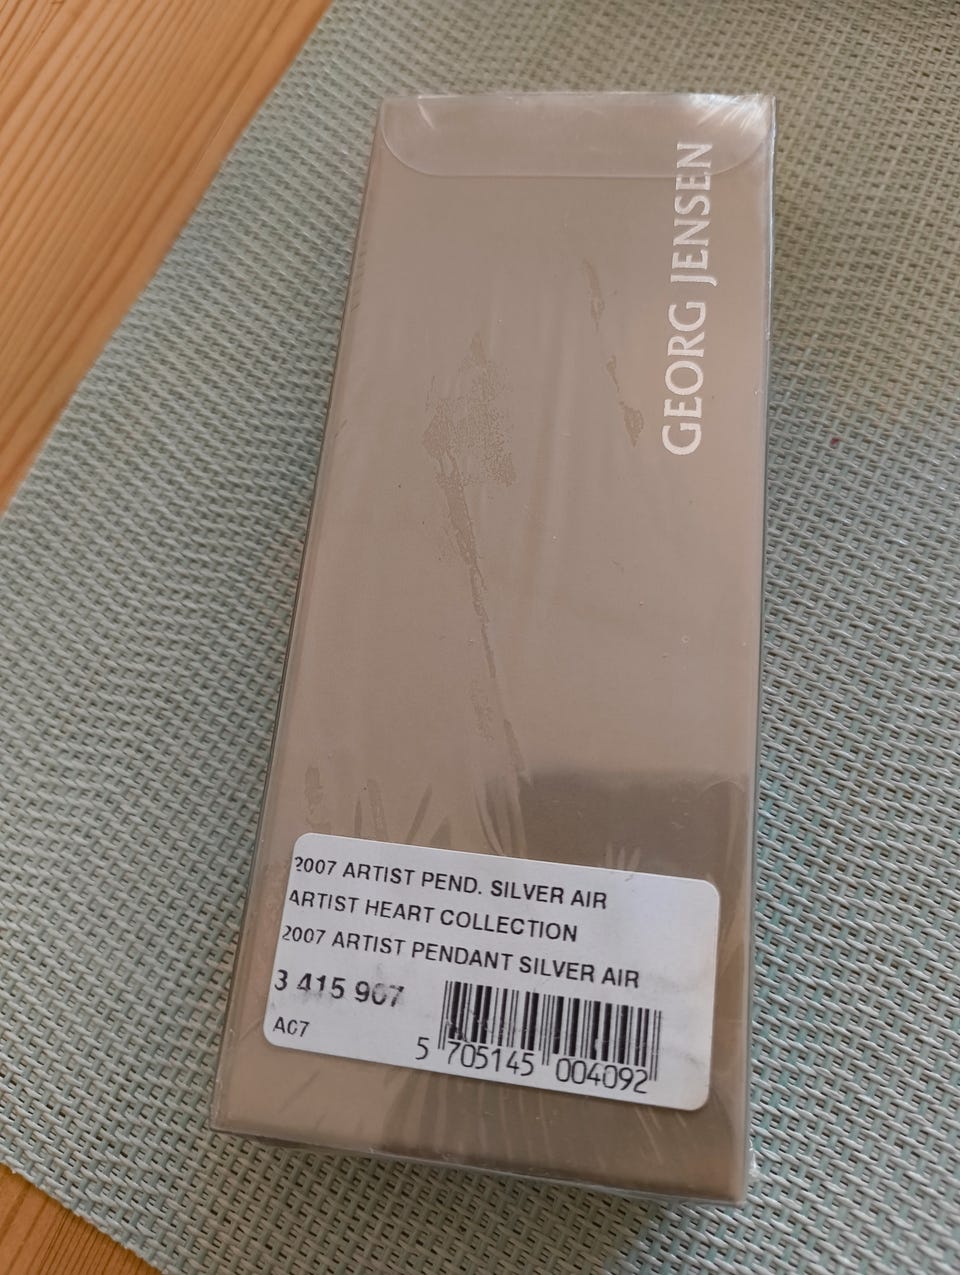 GEORG JENSEN
2007 ARTIST PEND. SILVER AIR
ARTIST HEART COLLECTION
2007 ARTIST PENDANT SILVER AIR
3 415 907
A07
5 705145 004092